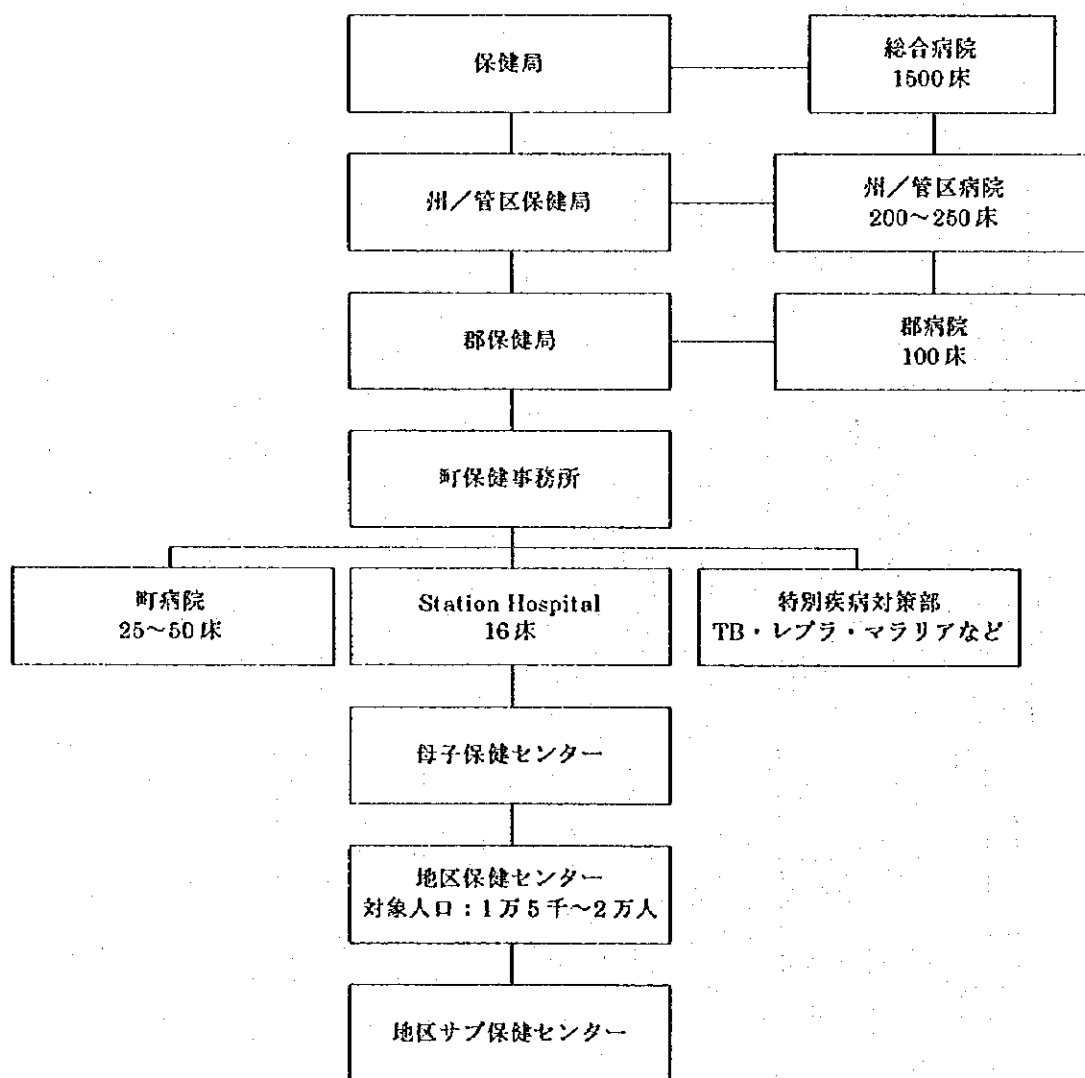 保健局
総合病院
1500床
州／管区保健局
州／管区病院
200～250床
郡保健局
郡病院
100床
町保健事務所
町病院
25～50床
Station Hospital
16床
特別疾病対策部
TB・レプラ・マラリアなど
母子保健センター
地区保健センター
対象人口：1万5千～2万人
地区サブ保健センター